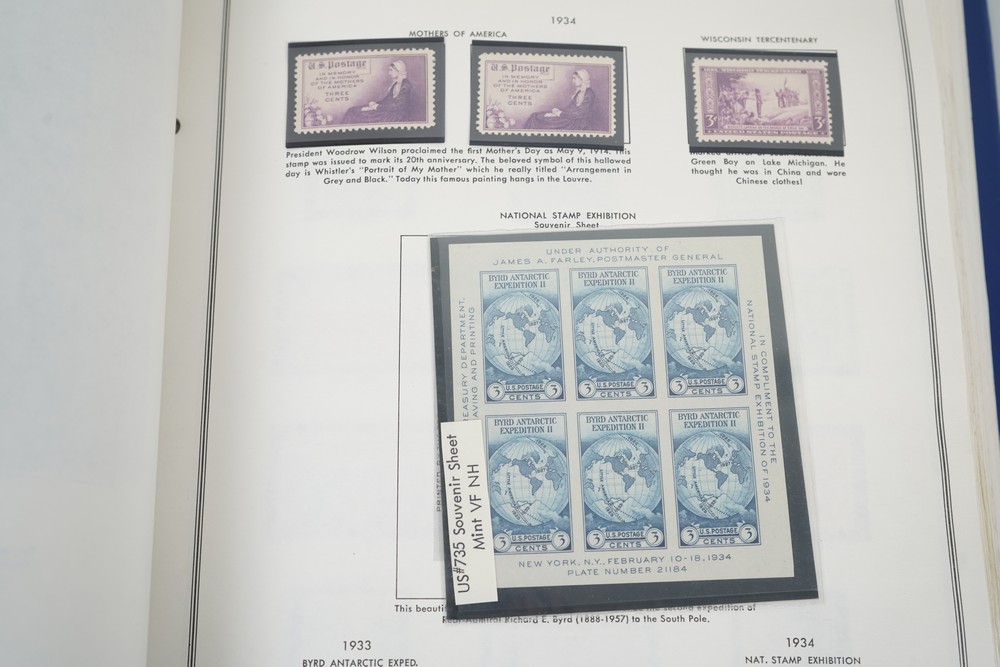 1934
MOTHERS OF AMERICA
WISCONSIN TERCENTENARY
U.S. Postage
IN MEMORY
AND IN HONOR
OF THE MOTHERS
OF AMERICA
THREE
CENTS
U.S. Postage
IN MEMORY
AND IN HONOR
OF THE MOTHERS
OF AMERICA
THREE
CENTS
3 3
UNITED STATES POSTAGE
President Woodrow Wilson proclaimed the first Mother's Day as May 9, 1914. This
stamp was issued to mark its 20th anniversary. The beloved symbol of this hallowed
day is Whistler's "Portrait of My Mother" which he really titled "Arrangement in
Grey and Black." Today this famous painting hangs in the Louvre.
Green Bay on Lake Michigan. He
thought he was in China and wore
Chinese clothes!
NATIONAL STAMP EXHIBITION
Souvenir Sheet
UNDER AUTHORITY OF
JAMES A. FARLEY, POSTMASTER GENERAL
TREASURY DEPARTMENT,
AND PRINTING
PRINTED
BYRD ANTARCTIC
EXPEDITION II
3 U.S. POSTAGE 3
CENTS
BYRD ANTARCTIC
EXPEDITION II
3 U.S. POSTAGE 3
CENTS
BYRD ANTARCTIC
EXPEDITION II
3 U.S. POSTAGE 3
CENTS
BYRD ANTARCTIC
EXPEDITION II
3 U.S. POSTAGE 3
CENTS
BYRD ANTARCTIC
EXPEDITION II
3 U.S. POSTAGE 3
CENTS
BYRD ANTARCTIC
EXPEDITION II
3 U.S. POSTAGE 3
CENTS
IN COMPLIMENT TO THE
NATIONAL STAMP EXHIBITION OF 1934
NEW YORK, N.Y., FEBRUARY 10-18, 1934
PLATE NUMBER 21184
US#735 Souvenir Sheet
Mint VF NH
This the second expedition of
Rear Admiral Richard E. Byrd (1888-1957) to the South Pole.
1933
BYRD ANTARCTIC EXPED.
1934
NAT. STAMP EXHIBITION